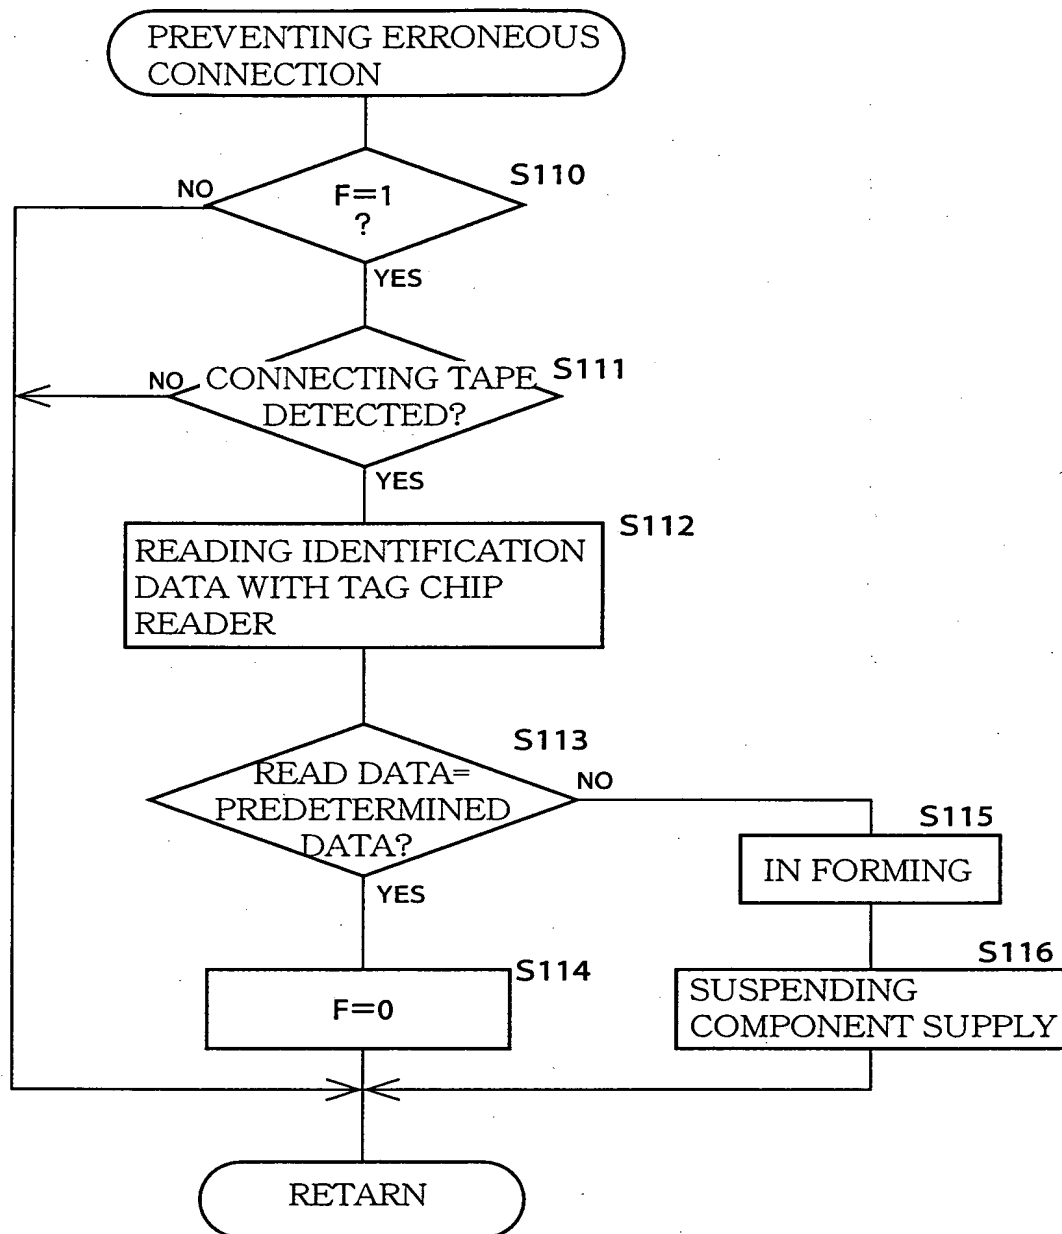 PREVENTING ERRONEOUS
CONNECTION
S110
NO
F=1
?
YES
S111
NO
CONNECTING TAPE
DETECTED?
YES
S112
READING IDENTIFICATION
DATA WITH TAG CHIP
READER
S113
READ DATA=
PREDETERMINED
DATA?
NO
YES
S115
IN FORMING
S114
F=0
S116
SUSPENDING
COMPONENT SUPPLY
RETARN